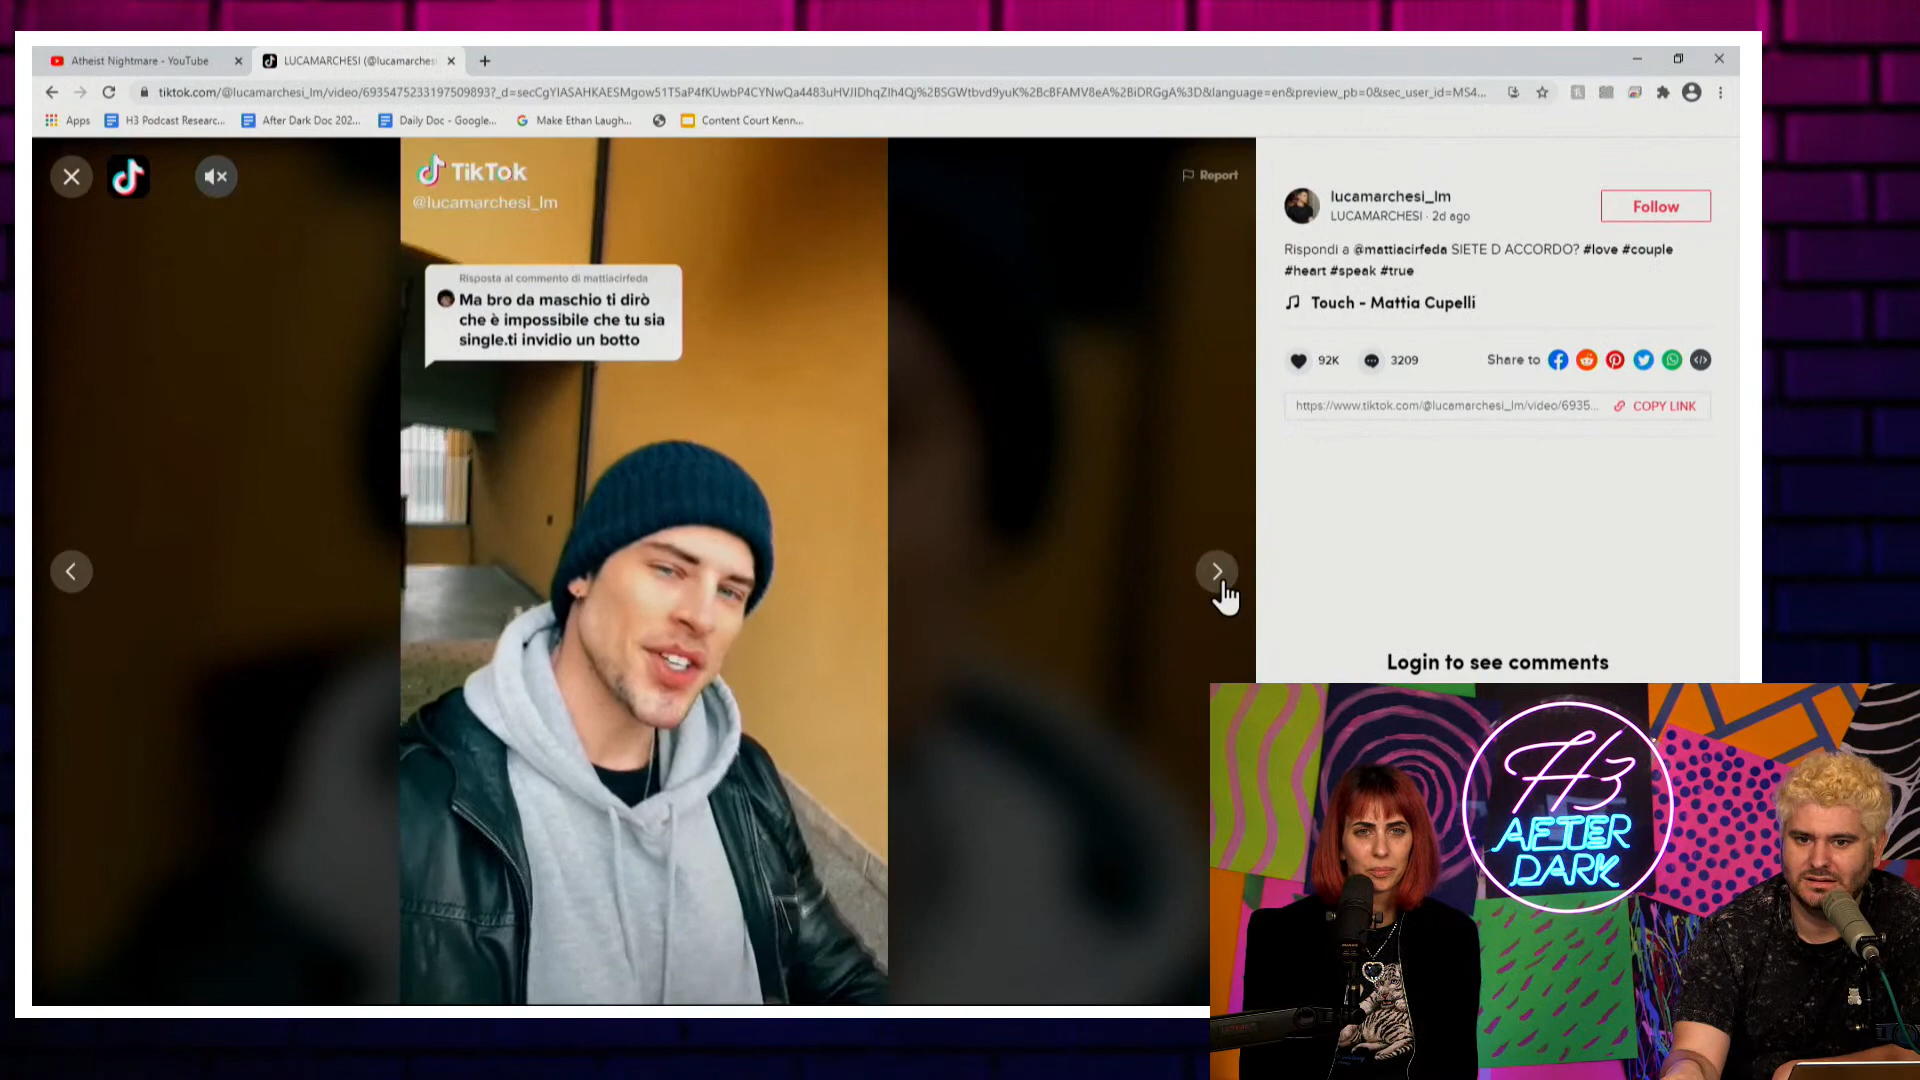 Atheist Nightmare - YouTube
LUCAMARCHESI (@lucamarches
tiktok.com/@lucamarchesi_lm/video/6935475233197509893?_d=
&language=en&preview_pb=0&sec_user_id=MS4...
Apps
H3 Podcast Researc...
After Dark Doc 202...
Daily Doc - Google...
Make Ethan Laugh...
Content Court Kenn...
TikTok
@lucamarchesi_lm
Report
Risposta al commento di mattiacirfeda
Ma bro da maschio ti dirò
che è impossibile che tu sia
single.ti invidio un botto
lucamarchesi_lm
LUCAMARCHESI · 2d ago
Follow
Rispondi a @mattiacirfeda SIETE D ACCORDO? #love #couple
#heart #speak #true
Touch - Mattia Cupelli
92K
3209
Share to
https://www.tiktok.com/@lucamarchesi_lm/video/6935...
COPY LINK
Login to see comments
H3
AFTER
DARK